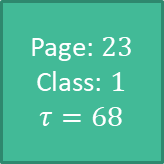 Page: 23
Class: 1
τ = 68